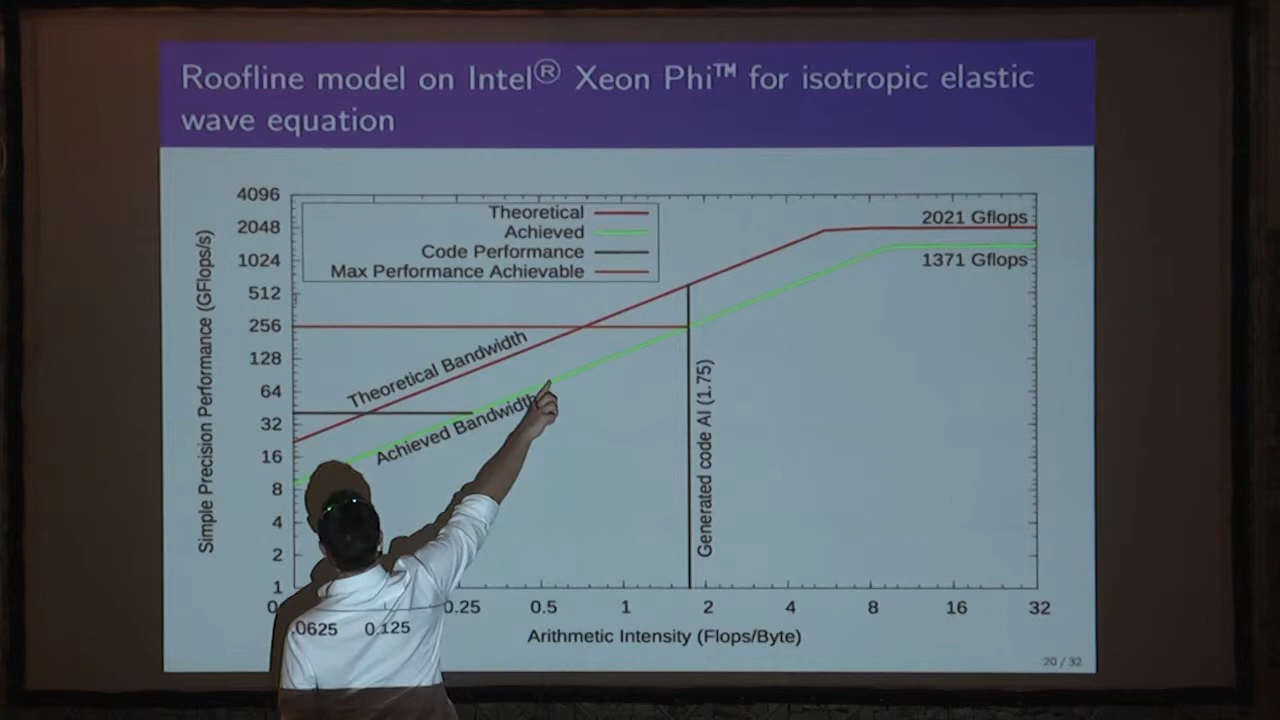 Roofline model on Intel® Xeon Phi™ for isotropic elastic
wave equation
4096
2048
1024
512
256
128
64
32
16
8
4
2
1
Simple Precision Performance (GFlops/s)
Theoretical
Achieved
Code Performance
Max Performance Achievable
2021 Gflops
1371 Gflops
Theoretical Bandwidth
Achieved Bandwidth
Generated code AI (1.75)
0
.0625
0.125
0.25
0.5
1
2
4
8
16
32
Arithmetic Intensity (Flops/Byte)
20 / 32